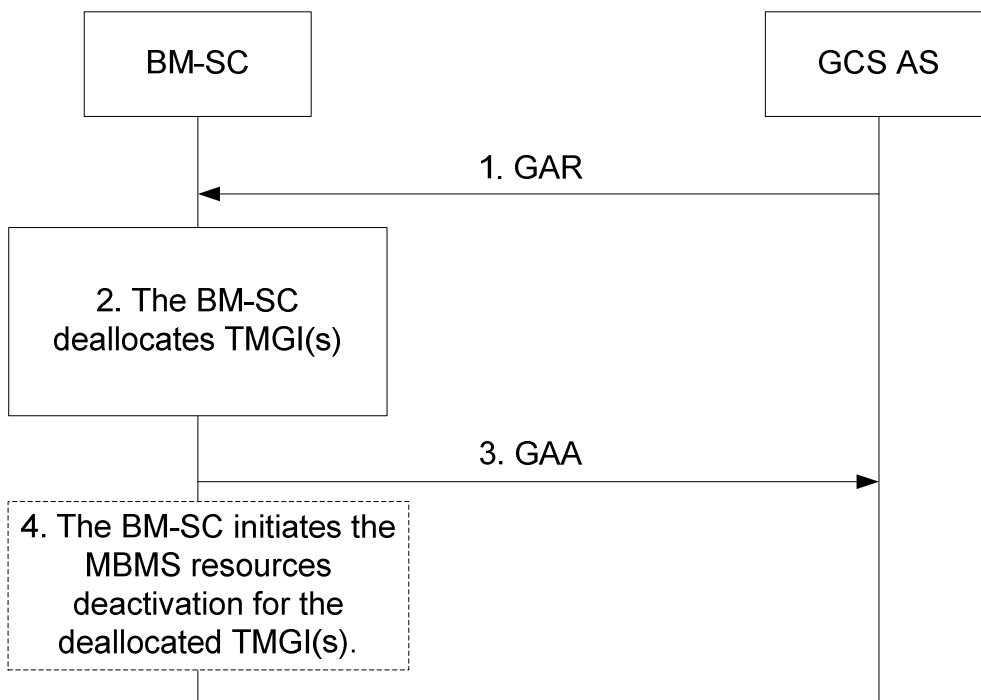 BM-SC
GCS AS
1. GAR
2. The BM-SC
deallocates TMGI(s)
3. GAA
4. The BM-SC initiates the
MBMS resources
deactivation for the
deallocated TMGI(s).